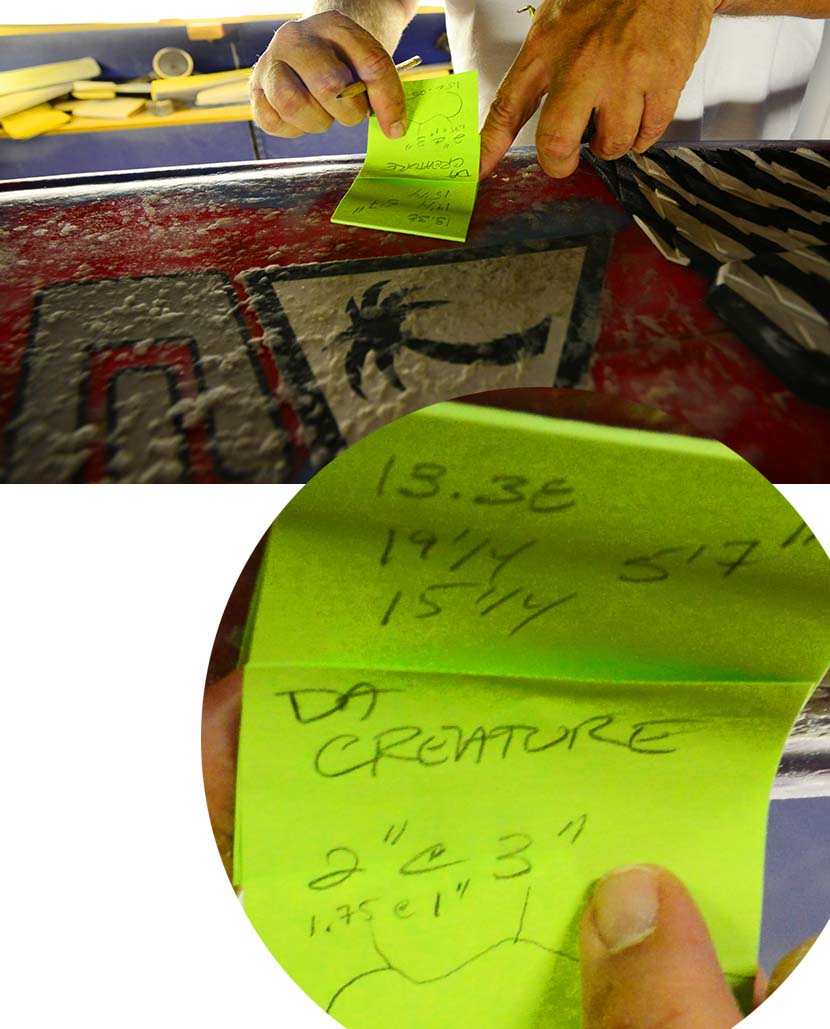 13.3E
19 1/4 5'7"
15 1/4
DA
CREATURE
2" @ 3"
1.75 @ 1"